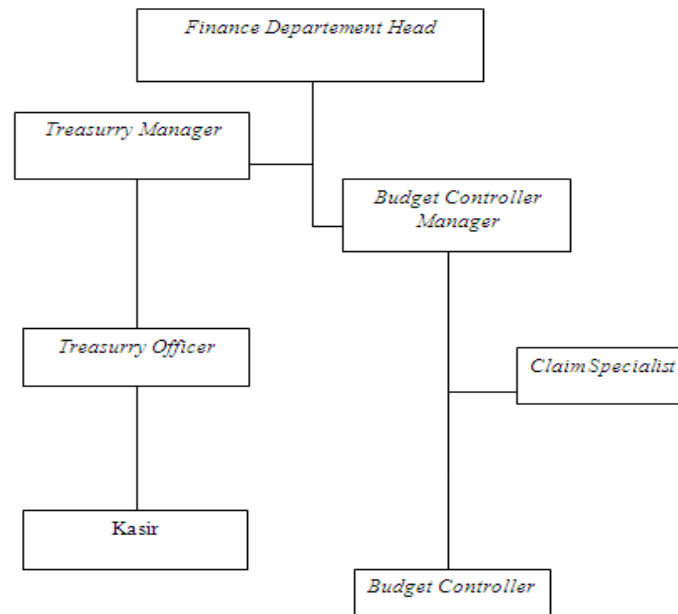 Finance Departement Head
Treasurry Manager
Budget Controller
Manager
Treasurry Officer
Claim Specialist
Kasir
Budget Controller